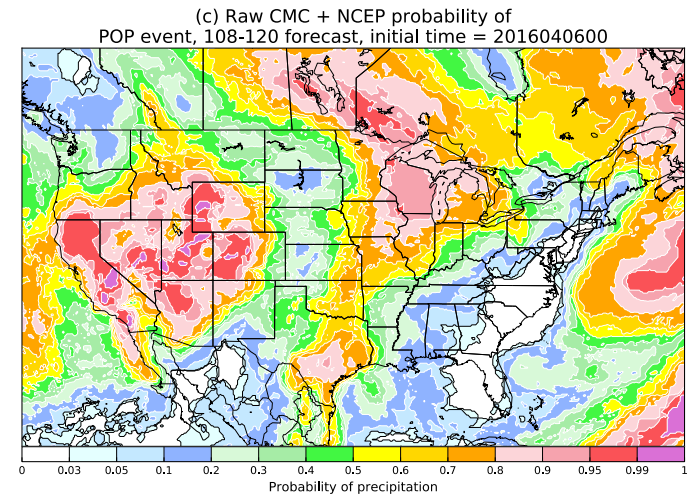 (c) Raw CMC + NCEP probability of
POP event, 108-120 forecast, initial time = 2016040600
0 0.03 0.05 0.1 0.2 0.3 0.4 0.5 0.6 0.7 0.8 0.9 0.95 0.99 1
Probability of precipitation